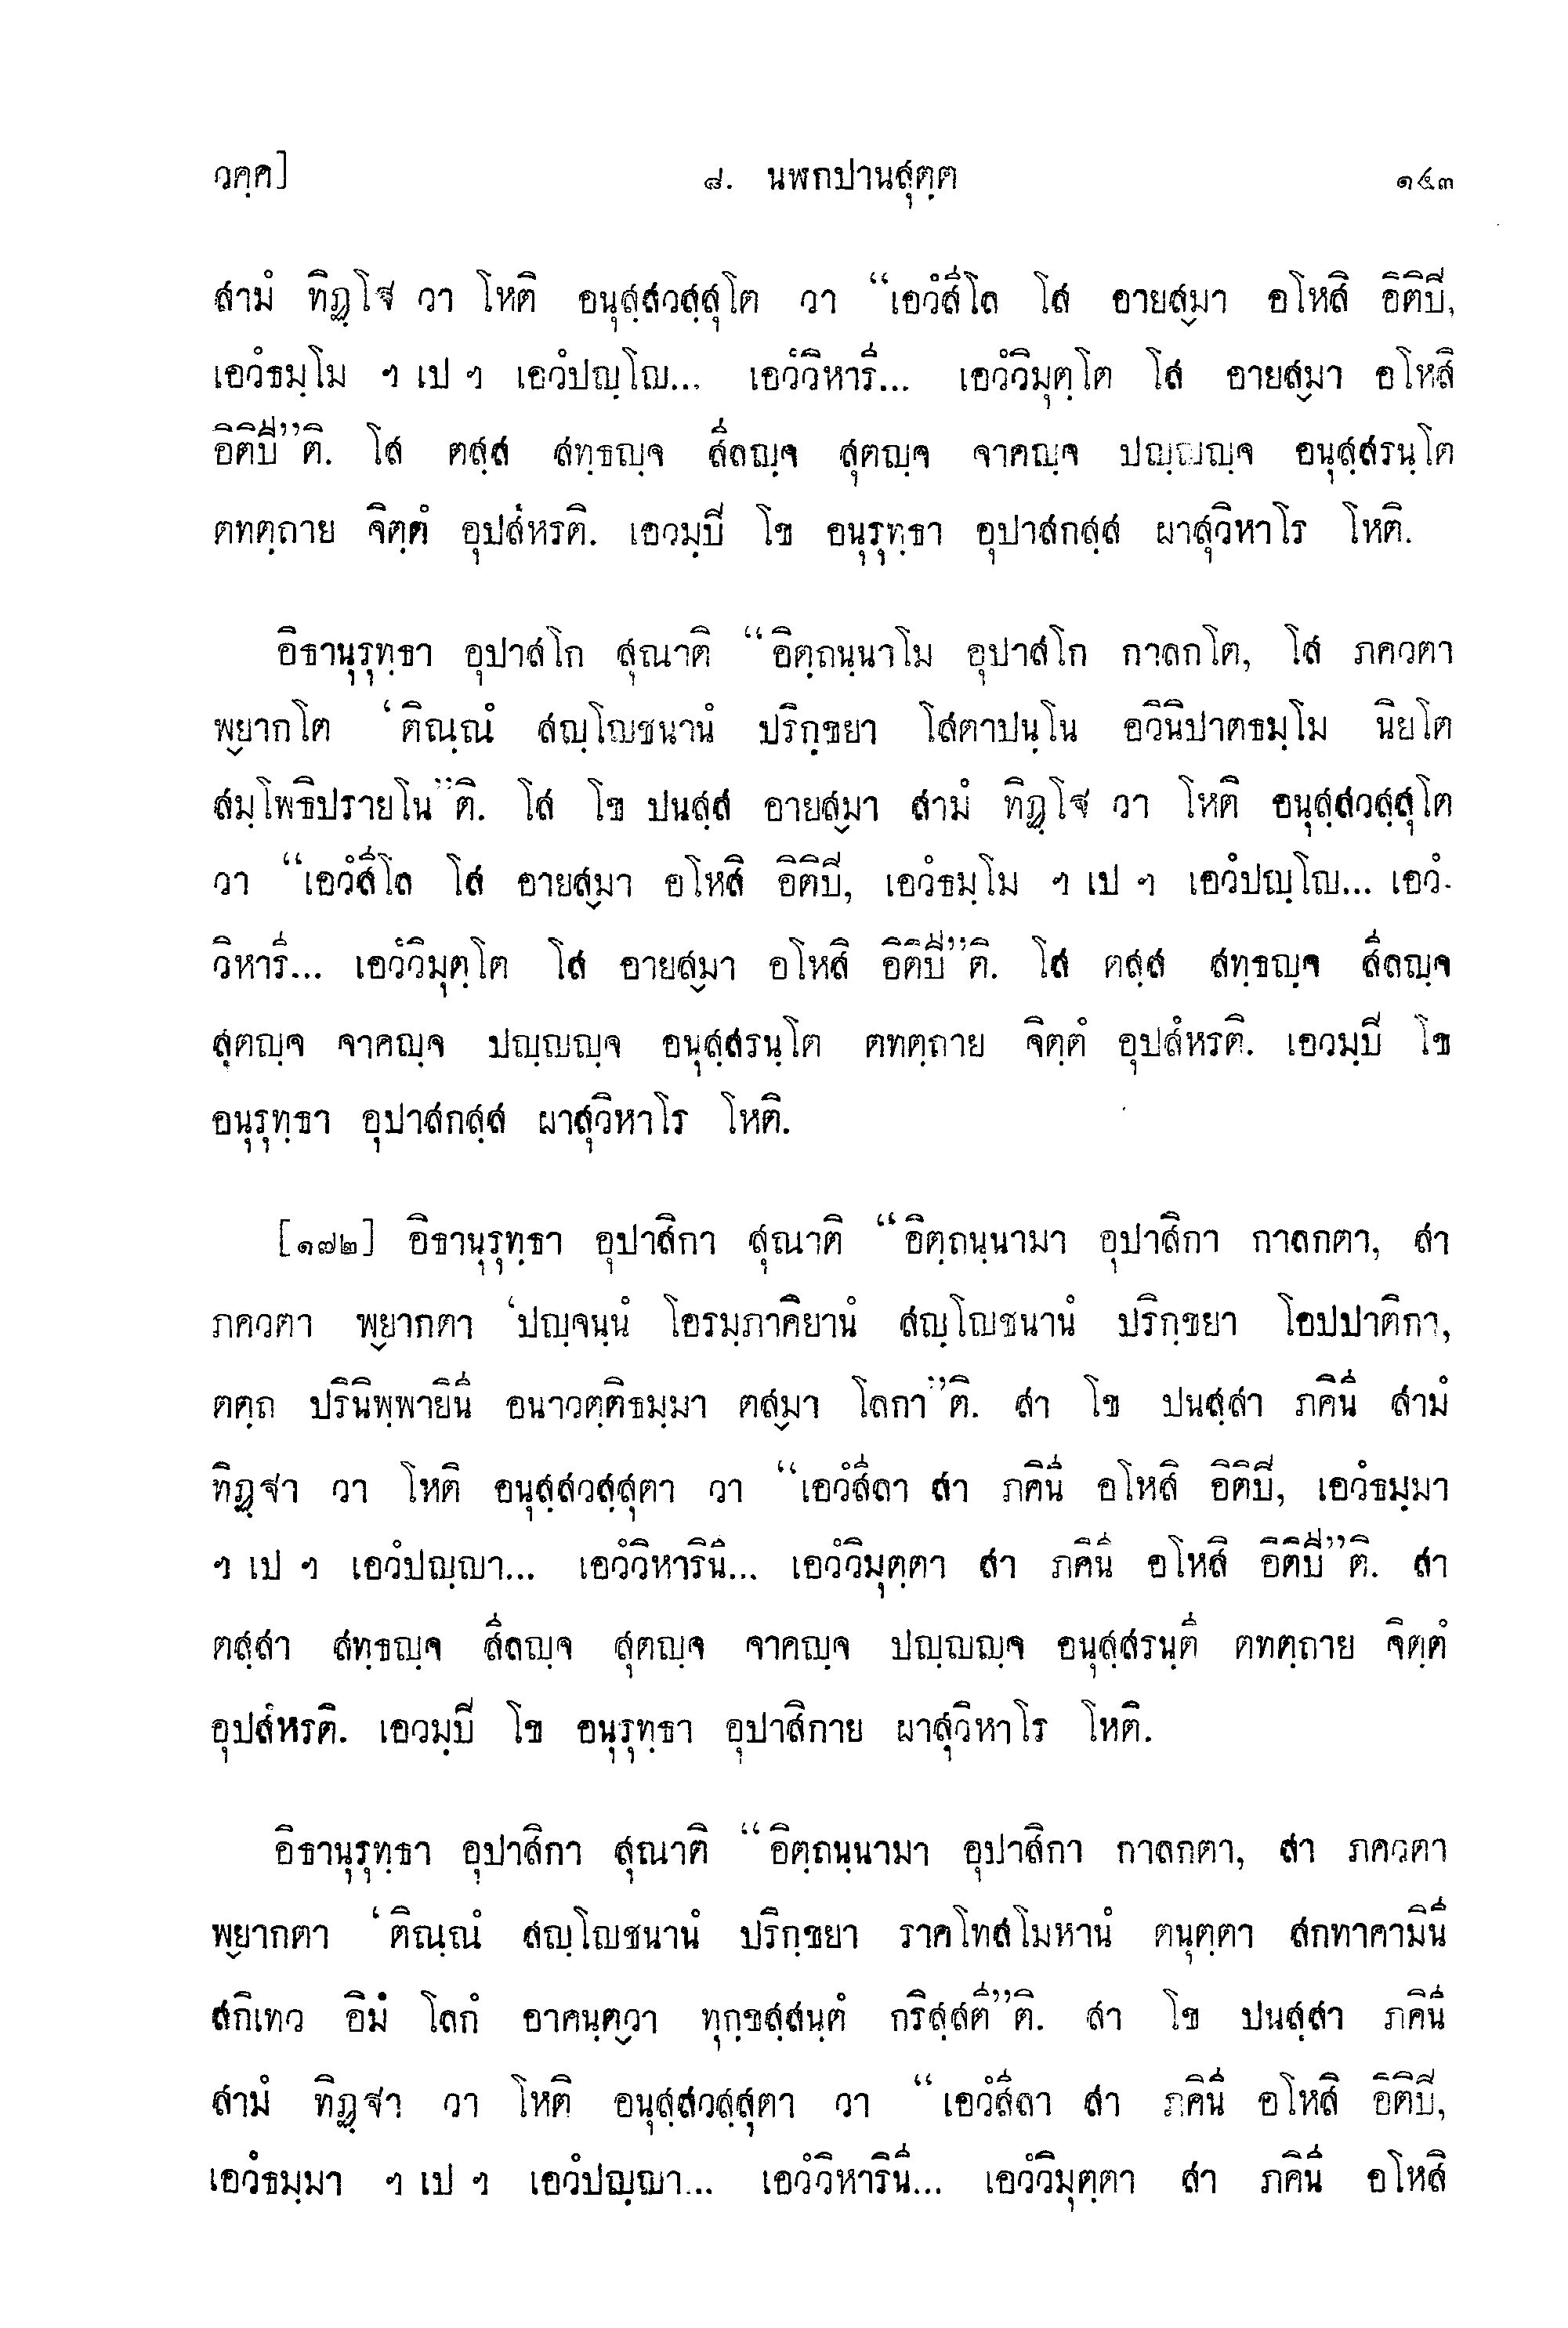 วคฺค] ๘. นฬกปานสุตฺต ๑๕๓
สามํ ทิฏฺโฐ วา โหติ อนุสฺสวสฺสุโต วา “เอวํสีโล โส อายสฺมา อโหสิ อิติปิ,
เอวํธมฺโม ฯ เป ฯ เอวํปญฺโญ... เอวํวิหารี... เอวํวิมุตฺโต โส อายสฺมา อโหสิ
อิติปี”ติ. โส ตสฺส สทฺธญฺจ สีลญฺจ สุตญฺจ จาคญฺจ ปญฺญญฺจ อนุสฺสรนฺโต
ตทตฺถาย จิตฺตํ อุปสํหรติ. เอวมฺปิ โข อนุรุทฺธา อุปาสกสฺส ผาสุวิหาโร โหติ.
อิธานุรุทฺธา อุปาสโก สุณาติ “อิตฺถนฺนาโม อุปาสโก กาลกโต, โส ภควตา
พฺยากโต ‘ติณฺณํ สญฺโญชนานํ ปริกฺขยา โสตาปนฺโน อวินิปาตธมฺโม นิยโต
สมฺโพธิปรายโน”ติ. โส โข ปนสฺส อายสฺมา สามํ ทิฏฺโฐ วา โหติ อนุสฺสวสฺสุโต
วา “เอวํสีโล โส อายสฺมา อโหสิ อิติปิ, เอวํธมฺโม ฯ เป ฯ เอวํปญฺโญ... เอวํ-
วิหารี... เอวํวิมุตฺโต โส อายสฺมา อโหสิ อิติปี”ติ. โส ตสฺส สทฺธญฺจ สีลญฺจ
สุตญฺจ จาคญฺจ ปญฺญญฺจ อนุสฺสรนฺโต ตทตฺถาย จิตฺตํ อุปสํหรติ. เอวมฺปิ โข
อนุรุทฺธา อุปาสกสฺส ผาสุวิหาโร โหติ.
[๑๗๒] อิธานุรุทฺธา อุปาสิกา สุณาติ “อิตฺถนฺนามา อุปาสิกา กาลกตา, สา
ภควตา พฺยากตา ‘ปญฺจนฺนํ โอรมฺภาคิยานํ สญฺโญชนานํ ปริกฺขยา โอปปาติกา,
ตตฺถ ปรินิพฺพายินี อนาวตฺติธมฺมา ตสฺมา โลกา”ติ. สา โข ปนสฺสา ภคินี สามํ
ทิฏฺฐา วา โหติ อนุสฺสวสฺสุตา วา “เอวํสีลา สา ภคินี อโหสิ อิติปิ, เอวํธมฺมา
ฯ เป ฯ เอวํปญฺญา... เอวํวิหารินี... เอวํวิมุตฺตา สา ภคินี อโหสิ อิติปี”ติ. สา
ตสฺสา สทฺธญฺจ สีลญฺจ สุตญฺจ จาคญฺจ ปญฺญญฺจ อนุสฺสรนฺตี ตทตฺถาย จิตฺตํ
อุปสํหรติ. เอวมฺปิ โข อนุรุทฺธา อุปาสิกาย ผาสุวิหาโร โหติ.
อิธานุรุทฺธา อุปาสิกา สุณาติ “อิตฺถนฺนามา อุปาสิกา กาลกตา, สา ภควตา
พฺยากตา ‘ติณฺณํ สญฺโญชนานํ ปริกฺขยา ราคโทสโมหานํ ตนุตฺตา สกทาคามินี
สกิเทว อิมํ โลกํ อาคนฺตฺวา ทุกฺขสฺสนฺตํ กริสฺสตี”ติ. สา โข ปนสฺสา ภคินี
สามํ ทิฏฺฐา วา โหติ อนุสฺสวสฺสุตา วา “เอวํสีลา สา ภคินี อโหสิ อิติปิ,
เอวํธมฺมา ฯ เป ฯ เอวํปญฺญา... เอวํวิหารินี... เอวํวิมุตฺตา สา ภคินี อโหสิ